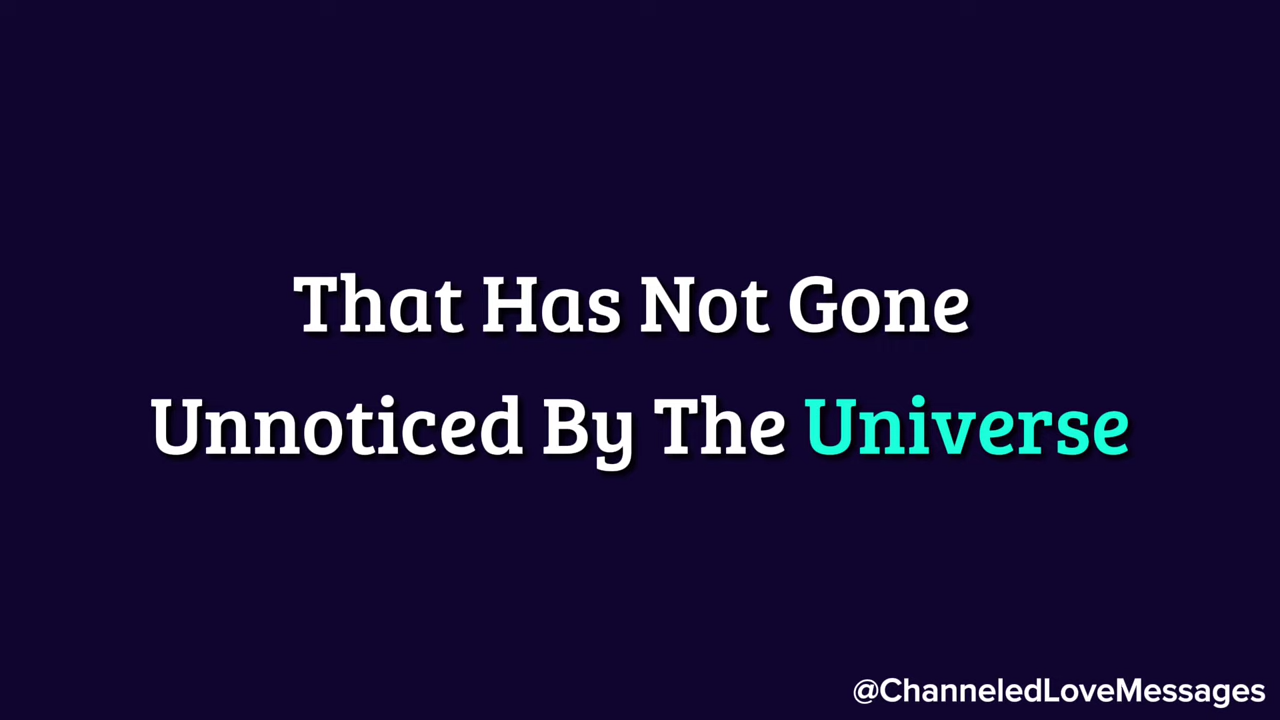 That Has Not Gone
Unnoticed By The Universe
@ChanneledLoveMessages